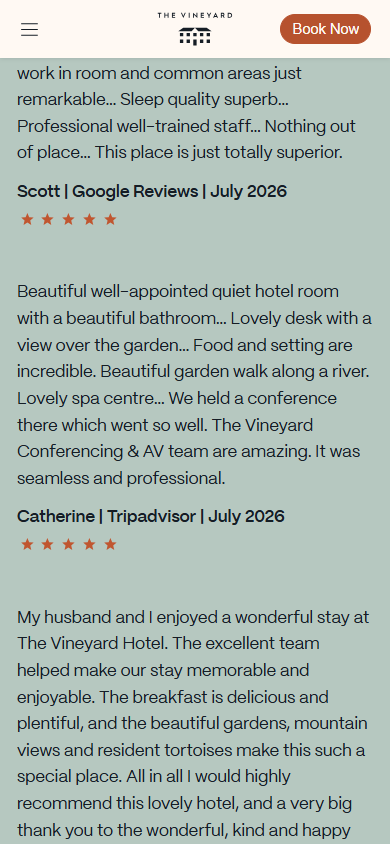 THE VINEYARD
Book Now
work in room and common areas just
remarkable... Sleep quality superb...
Professional well-trained staff... Nothing out
of place... This place is just totally superior.
Scott | Google Reviews | July 2026
Beautiful well-appointed quiet hotel room
with a beautiful bathroom... Lovely desk with a
view over the garden... Food and setting are
incredible. Beautiful garden walk along a river.
Lovely spa centre... We held a conference
there which went so well. The Vineyard
Conferencing & AV team are amazing. It was
seamless and professional.
Catherine | Tripadvisor | July 2026
My husband and I enjoyed a wonderful stay at
The Vineyard Hotel. The excellent team
helped make our stay memorable and
enjoyable. The breakfast is delicious and
plentiful, and the beautiful gardens, mountain
views and resident tortoises make this such a
special place. All in all I would highly
recommend this lovely hotel, and a very big
thank you to the wonderful, kind and happy